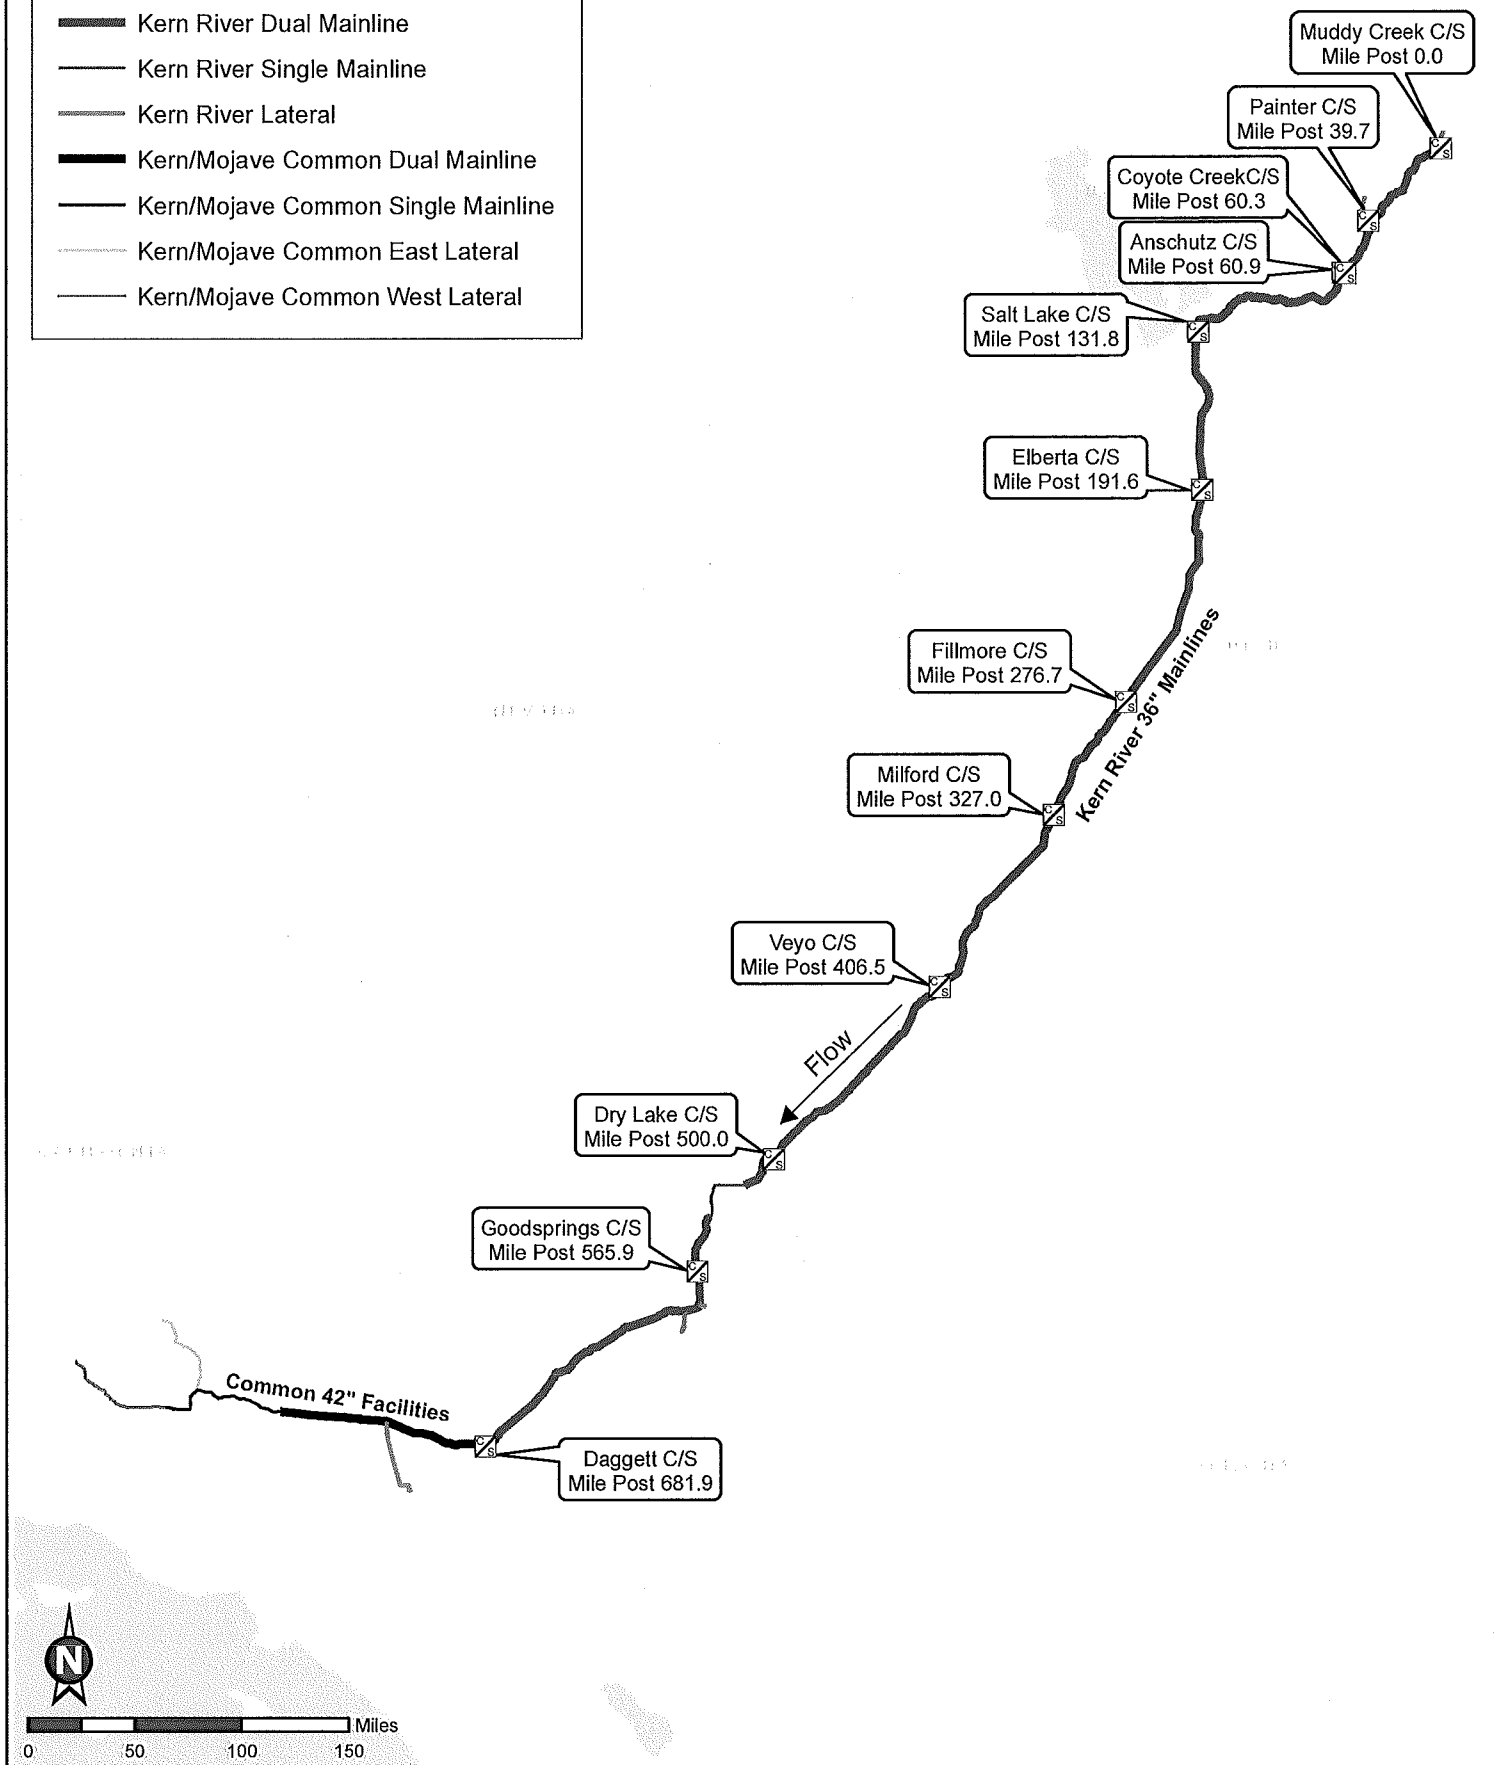 Kern River Dual Mainline
Kern River Single Mainline
Kern River Lateral
Kern/Mojave Common Dual Mainline
Kern/Mojave Common Single Mainline
Kern/Mojave Common East Lateral
Kern/Mojave Common West Lateral
Muddy Creek C/S
Mile Post 0.0
Painter C/S
Mile Post 39.7
Coyote CreekC/S
Mile Post 60.3
Anschutz C/S
Mile Post 60.9
Salt Lake C/S
Mile Post 131.8
Elberta C/S
Mile Post 191.6
Fillmore C/S
Mile Post 276.7
Kern River 36" Mainlines
Milford C/S
Mile Post 327.0
Veyo C/S
Mile Post 406.5
Flow
Dry Lake C/S
Mile Post 500.0
Goodsprings C/S
Mile Post 565.9
Common 42" Facilities
Daggett C/S
Mile Post 681.9
N
Miles
0 50 100 150
C/S
C/S
C/S
C/S
C/S
C/S
C/S
C/S
C/S
C/S
C/S